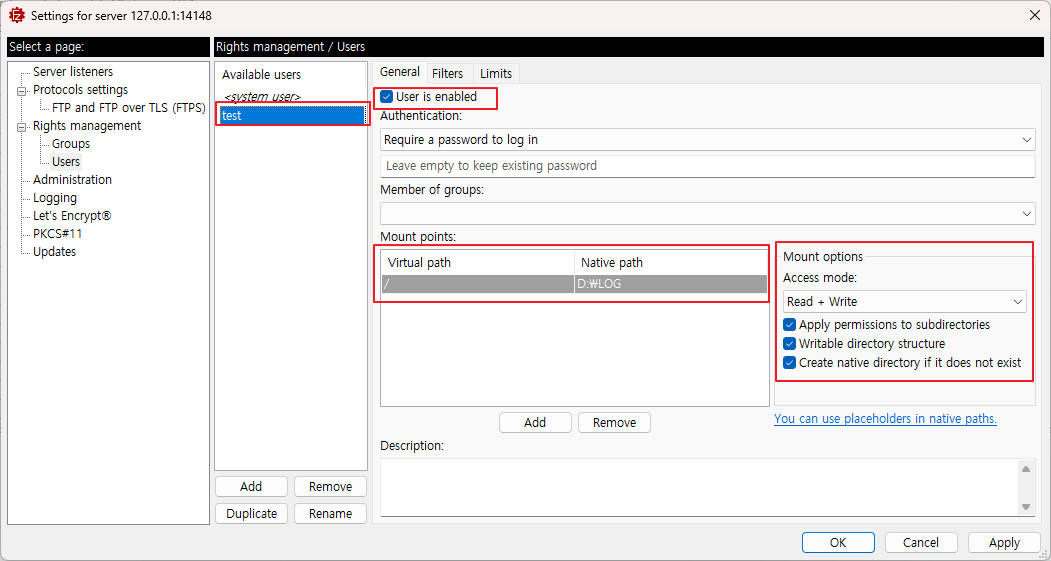 Settings for server 127.0.0.1:14148
Select a page:
Rights management / Users
Server listeners
Protocols settings
FTP and FTP over TLS (FTPS)
Rights management
Groups
Users
Administration
Logging
Let's Encrypt®
PKCS#11
Updates
Available users
<system user>
test
Add
Remove
Duplicate
Rename
General
Filters
Limits
User is enabled
Authentication:
Require a password to log in
Leave empty to keep existing password
Member of groups:
Mount points:
Virtual path
Native path
/
D:₩LOG
Mount options
Access mode:
Read + Write
Apply permissions to subdirectories
Writable directory structure
Create native directory if it does not exist
Add
Remove
You can use placeholders in native paths.
Description:
OK
Cancel
Apply